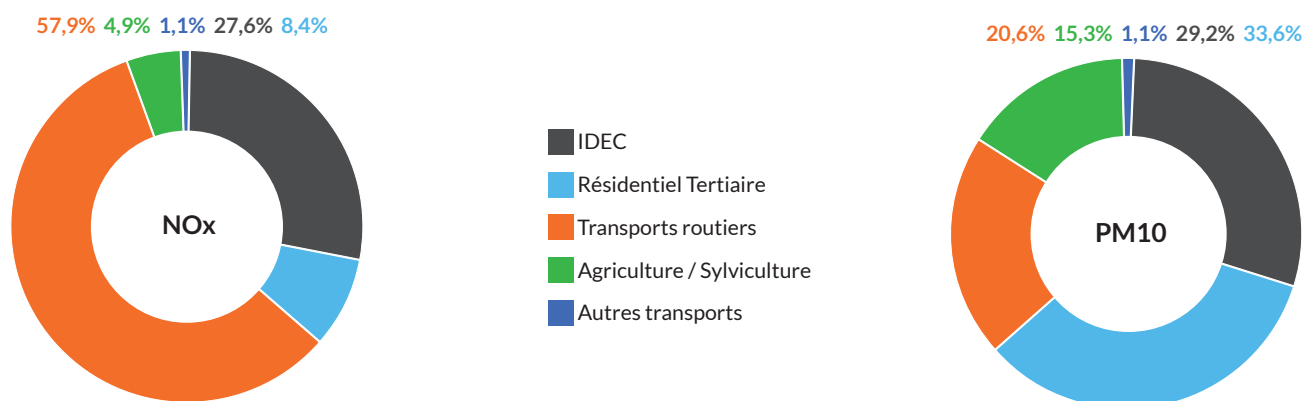 57,9% 4,9% 1,1% 27,6% 8,4%
20,6% 15,3% 1,1% 29,2% 33,6%
IDEC
Résidentiel Tertiaire
Transports routiers
Agriculture / Sylviculture
Autres transports
NOx
PM10